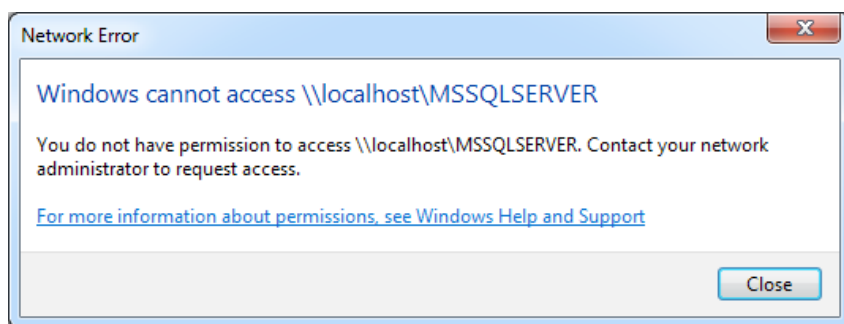 Network Error
Windows cannot access \\localhost\MSSQLSERVER
You do not have permission to access \\localhost\MSSQLSERVER. Contact your network
administrator to request access.
For more information about permissions, see Windows Help and Support
Close